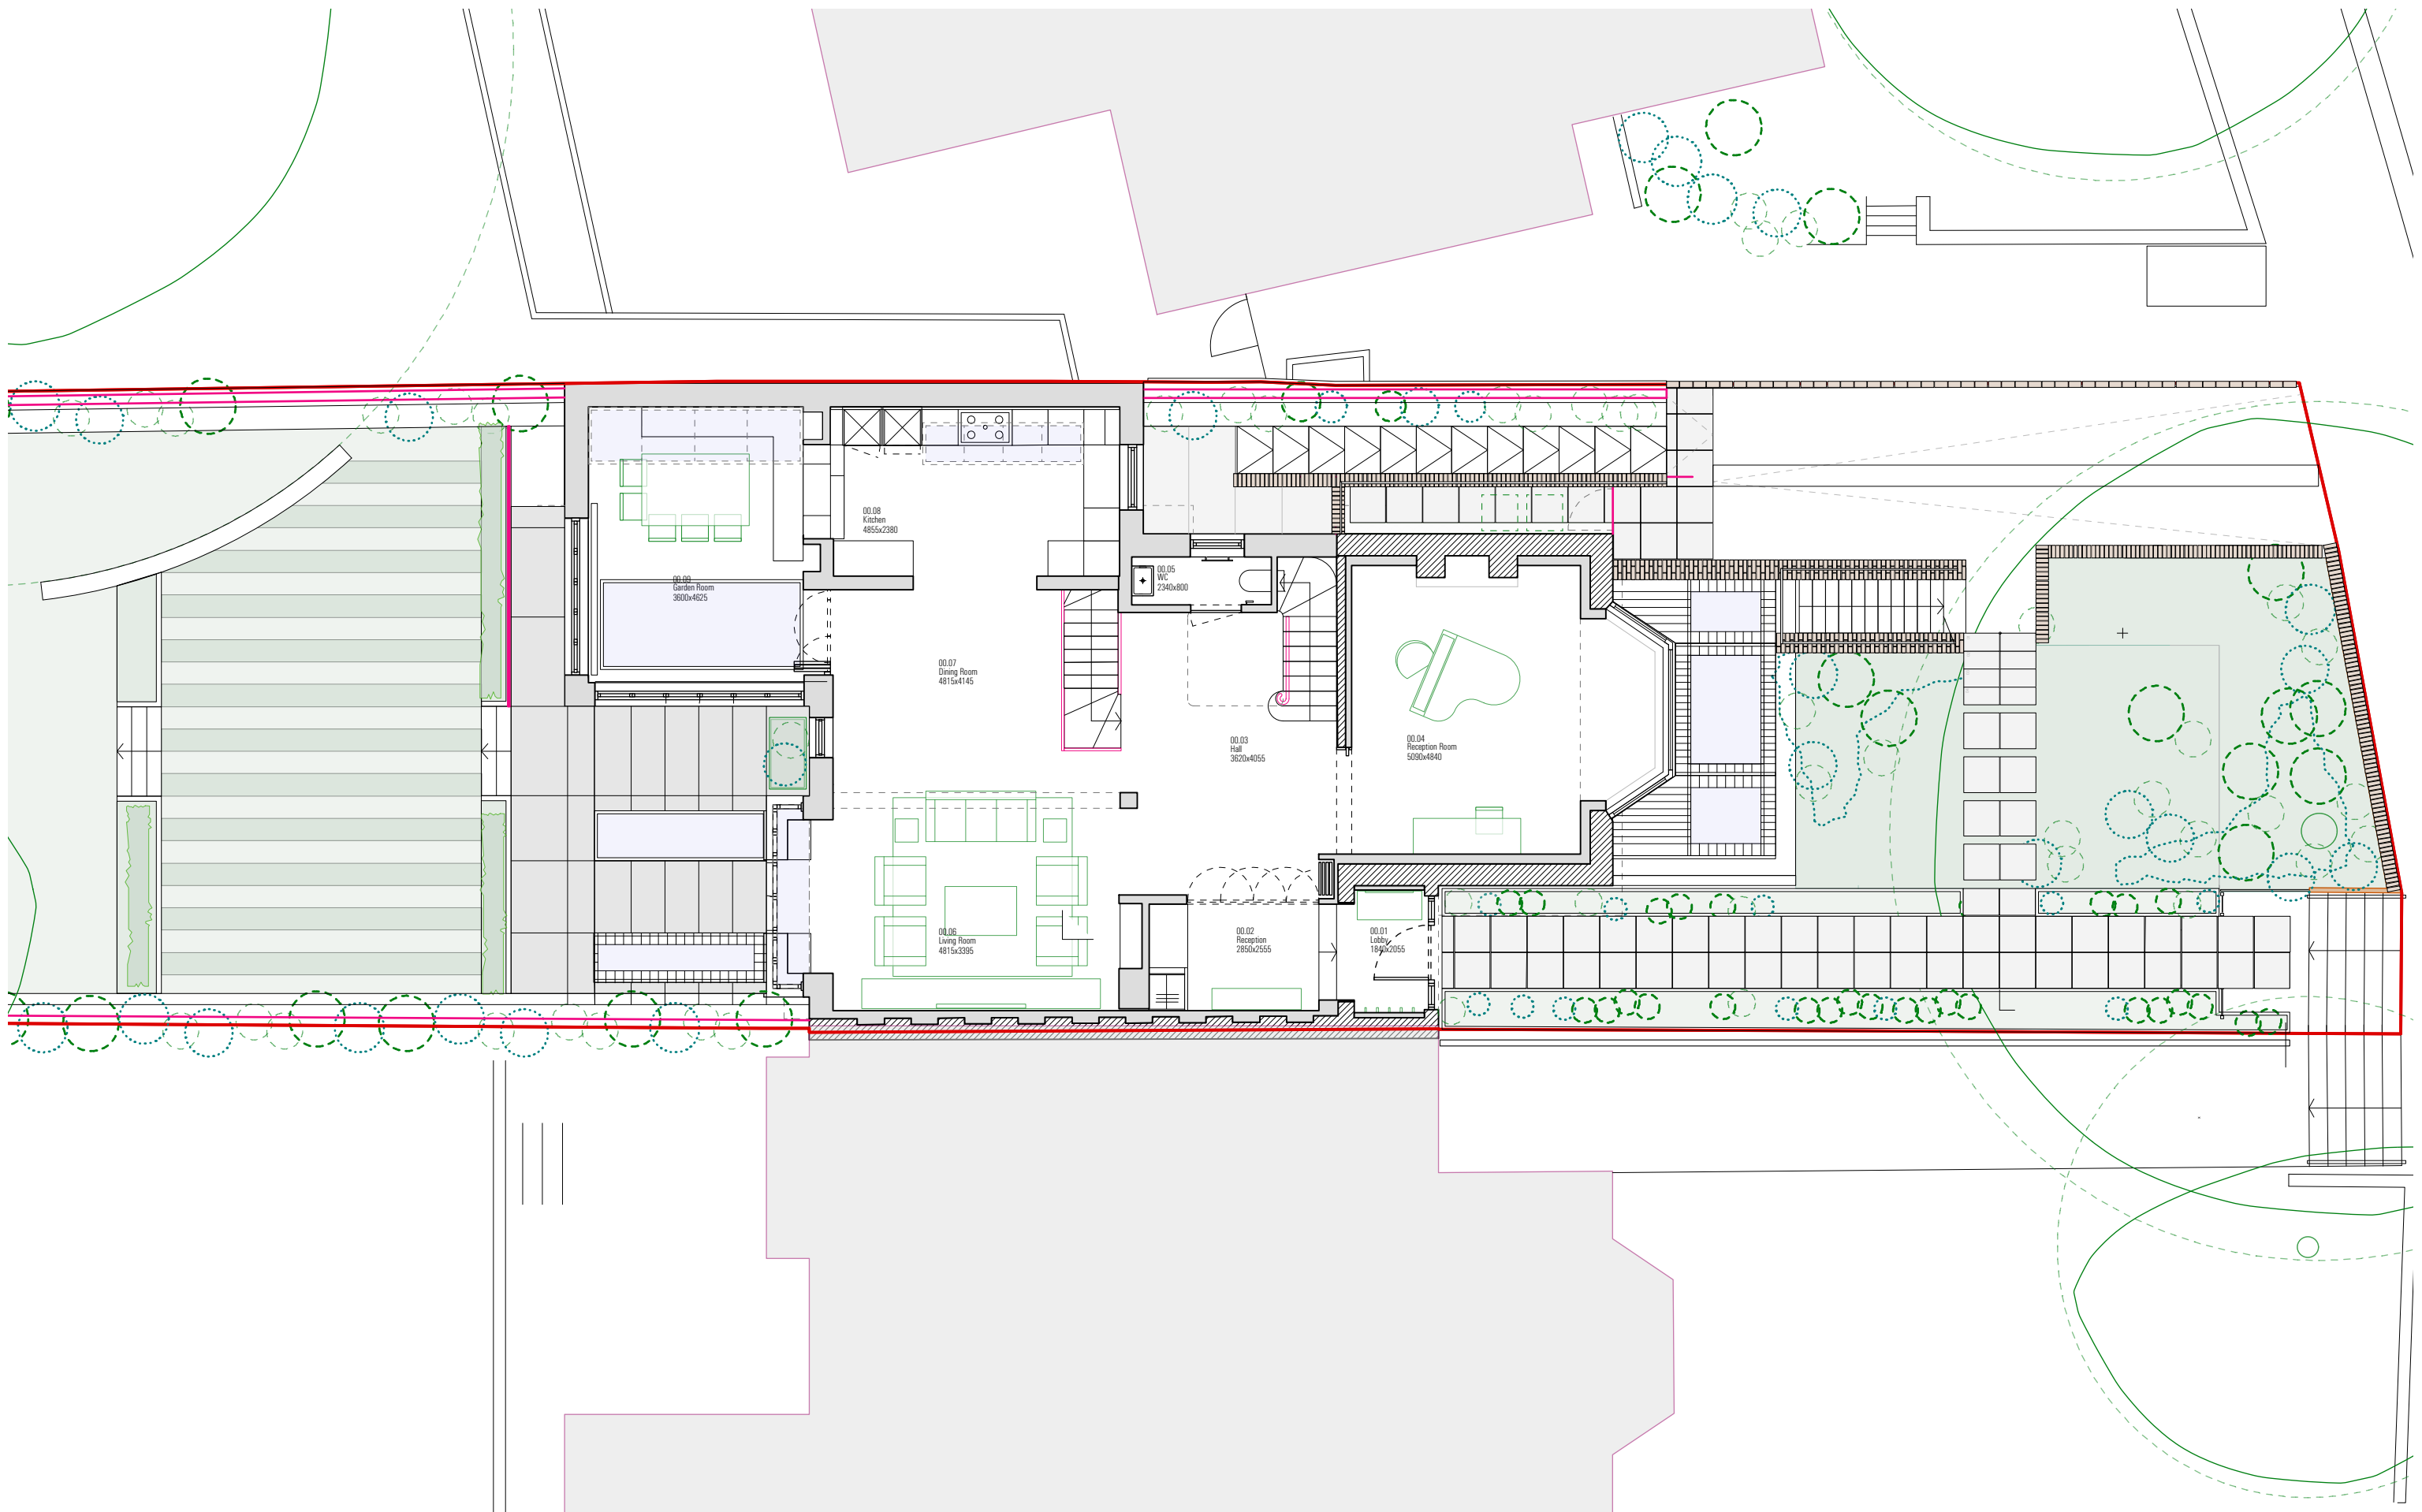 00.08
Kitchen
4855x2380
00.05
WC
2340x800
00.09
Garden Room
3600x4625
00.07
Dining Room
4815x4145
00.03
Hall
3620x4055
00.04
Reception Room
5090x4840
00.06
Living Room
4815x3395
00.02
Reception
2850x2555
00.01
Lobby
1840x2055